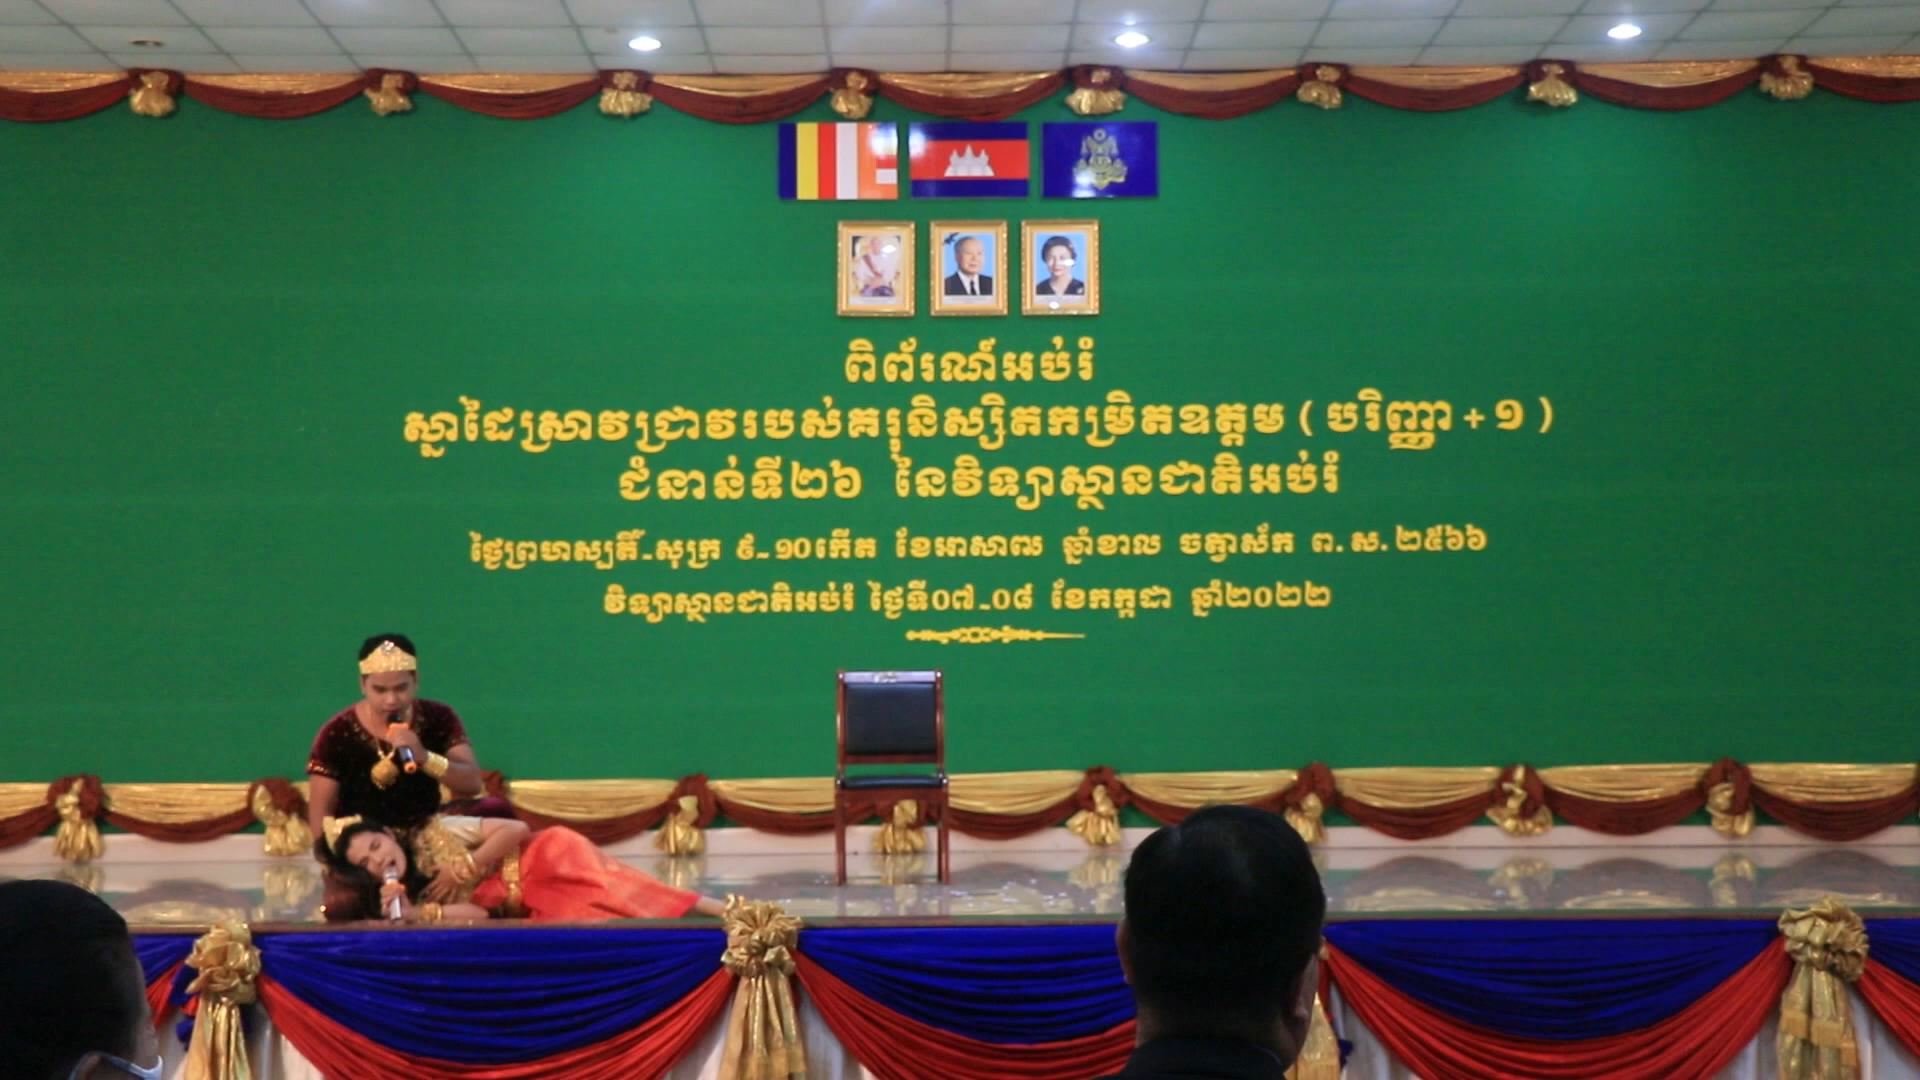 ពិព័រណ៍អប់រំ
ស្នាដៃស្រាវជ្រាវរបស់គរុនិស្សិតកម្រិតឧត្តម ( បរិញ្ញា + ១ )
ជំនាន់ទី២៦ នៃវិទ្យាស្ថានជាតិអប់រំ
ថ្ងៃព្រហស្បតិ៍-សុក្រ ៩-១០កើត ខែអាសាឍ ឆ្នាំខាល ចត្វាស័ក ព.ស.២៥៦៦
វិទ្យាស្ថានជាតិអប់រំ ថ្ងៃទី០៧-០៨ ខែកក្កដា ឆ្នាំ២០២២